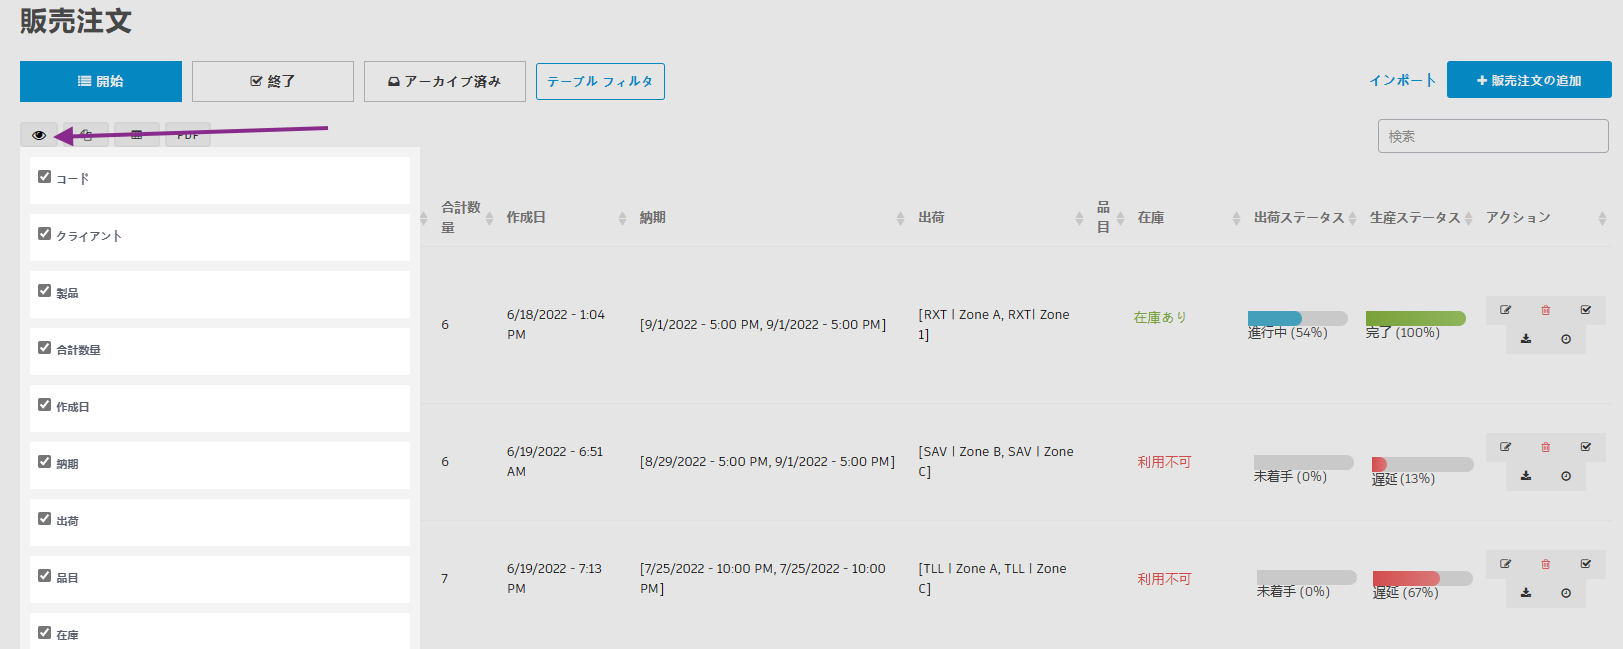 販売注文
開始
終了
アーカイブ済み
テーブル フィルタ
インポート
販売注文の追加
PDF
検索
コード
クライアント
製品
合計数量
作成日
納期
出荷
品目
在庫
合計数
量
作成日
納期
出荷
品
目
在庫
出荷ステータス
生産ステータス
アクション
6
6/18/2022 - 1:04
PM
[9/1/2022 - 5:00 PM, 9/1/2022 - 5:00 PM]
[RXT | Zone A, RXT| Zone
1]
在庫あり
進行中 (54%)
完了 (100%)
6
6/19/2022 - 6:51
AM
[8/29/2022 - 5:00 PM, 9/1/2022 - 5:00 PM]
[SAV | Zone B, SAV | Zone
C]
利用不可
未着手 (0%)
遅延 (13%)
7
6/19/2022 - 7:13
PM
[7/25/2022 - 10:00 PM, 7/25/2022 - 10:00
PM]
[TLL | Zone A, TLL | Zone
C]
利用不可
未着手 (0%)
遅延 (67%)